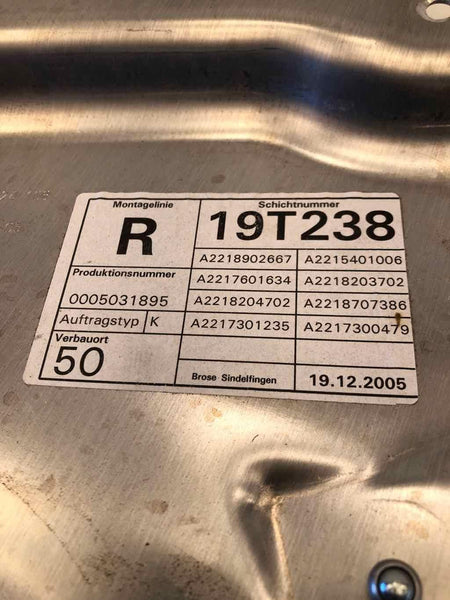 Montagelinie
R
Schichtnummer
19T238
A2218902667 A2215401006
Produktionsnummer
0005031895
A2217601634 A2218203702
A2218204702 A2218707386
Auftragstyp K
A2217301235 A2217300479
Verbauort
50
Brose Sindelfingen
19.12.2005